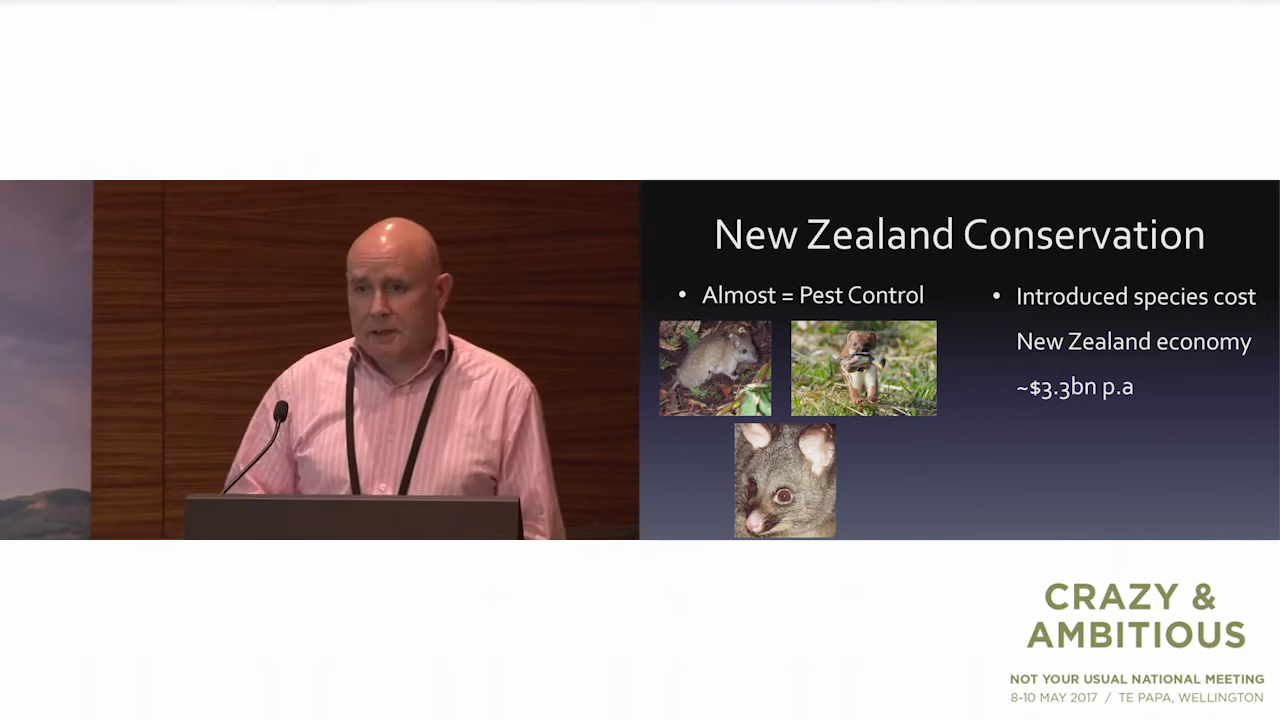 New Zealand Conservation
• Almost = Pest Control
• Introduced species cost
New Zealand economy
~$3.3bn p.a
CRAZY &
AMBITIOUS
NOT YOUR USUAL NATIONAL MEETING
8-10 MAY 2017 / TE PAPA, WELLINGTON